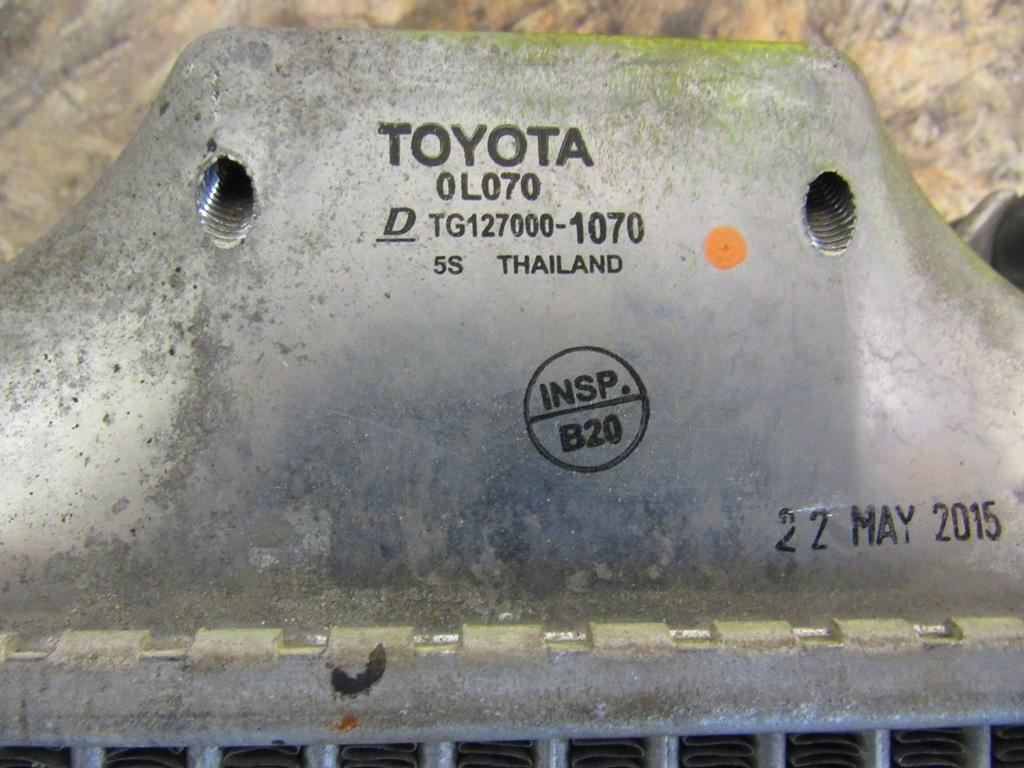 TOYOTA
0L070
D TG127000-1070
5S THAILAND
INSP.
B20
22 MAY 2015